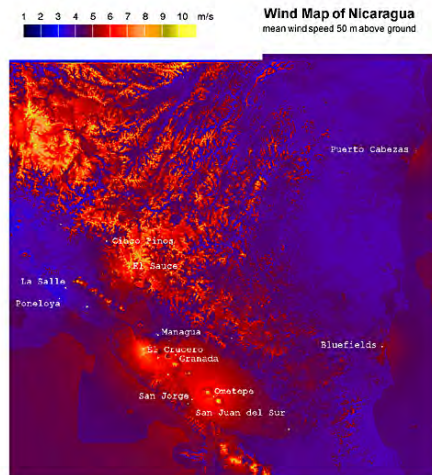 1 2 3 4 5 6 7 8 9 10 m/s
Wind Map of Nicaragua
mean wind speed 50 m above ground
Puerto Cabezas
Cinco Pinos
El Sauce
La Salle
Poneloya
Managua
El Crucero
Granada
Bluefields
Ometepe
San Jorge
San Juan del Sur